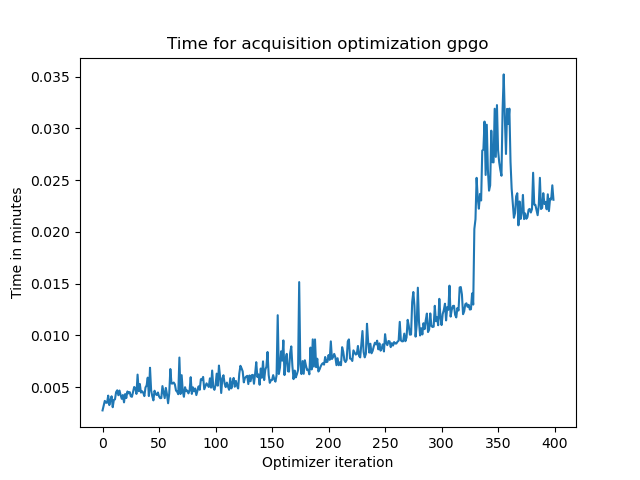 Time for acquisition optimization gpgo
0.035
0.030
0.025
0.020
0.015
0.010
0.005
Time in minutes
0 50 100 150 200 250 300 350 400
Optimizer iteration